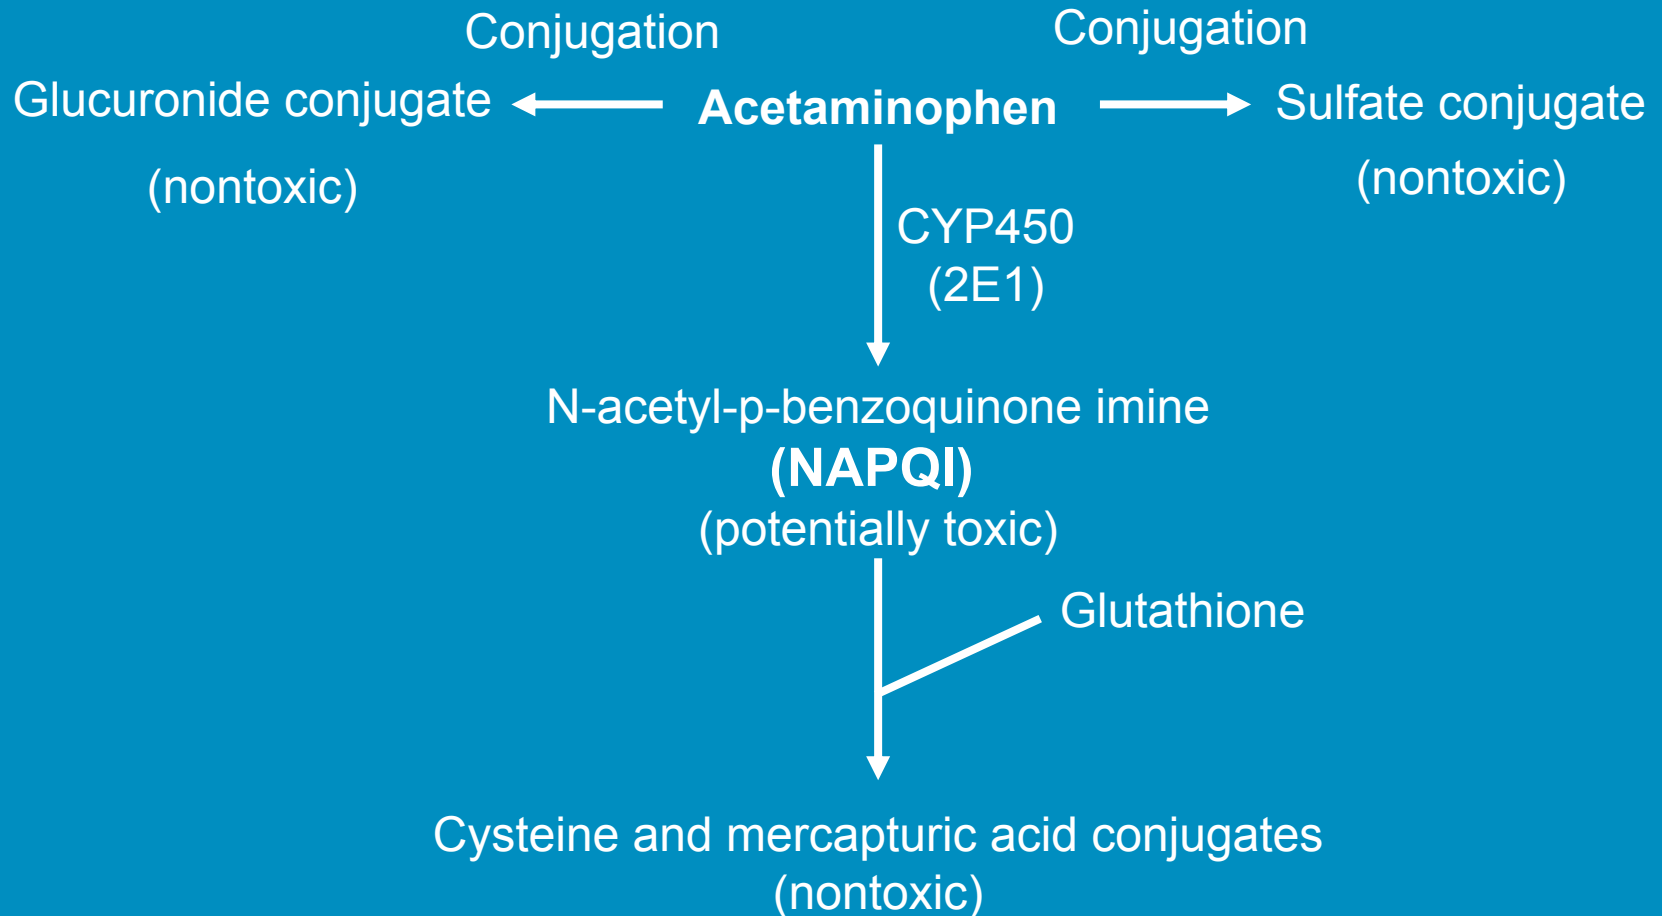 Conjugation
Conjugation
Glucuronide conjugate
Acetaminophen
Sulfate conjugate
(nontoxic)
(nontoxic)
CYP450
(2E1)
N-acetyl-p-benzoquinone imine
(NAPQI)
(potentially toxic)
Glutathione
Cysteine and mercapturic acid conjugates
(nontoxic)